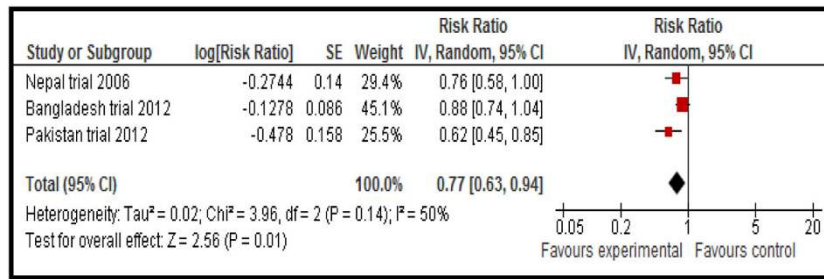 Risk Ratio Risk Ratio
Study or Subgroup log[Risk Ratio] SE Weight IV, Random, 95% CI IV, Random, 95% CI
Nepal trial 2006 -0.2744 0.14 29.4% 0.76 [0.58, 1.00]
Bangladesh trial 2012 -0.1278 0.086 45.1% 0.88 [0.74, 1.04]
Pakistan trial 2012 -0.478 0.158 25.5% 0.62 [0.45, 0.85]
Total (95% CI) 100.0% 0.77 [0.63, 0.94]
Heterogeneity: Tau² = 0.02; Chi² = 3.96, df = 2 (P = 0.14); I² = 50%
Test for overall effect: Z = 2.56 (P = 0.01)
0.05 0.2 1 5 20
Favours experimental Favours control